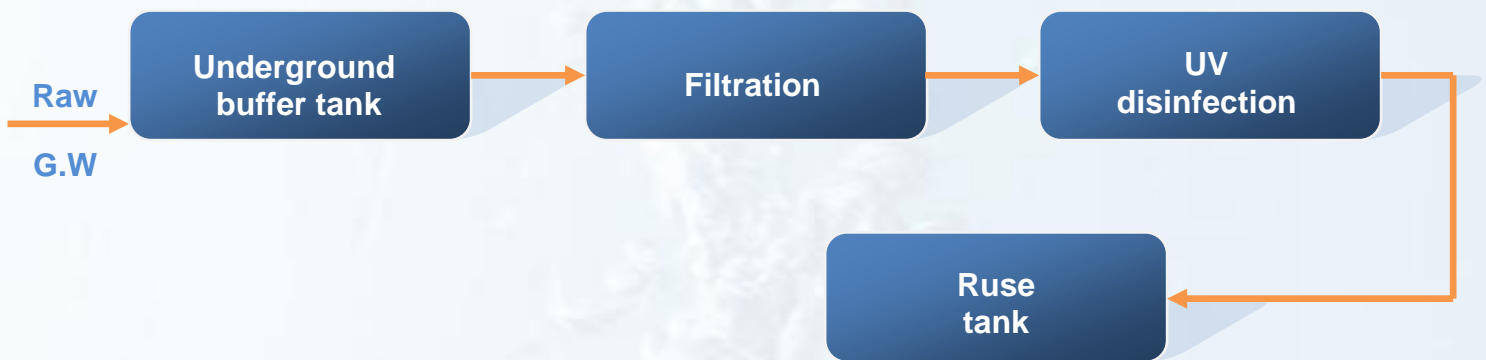 Raw
G.W
Underground
buffer tank
Filtration
UV
disinfection
Ruse
tank